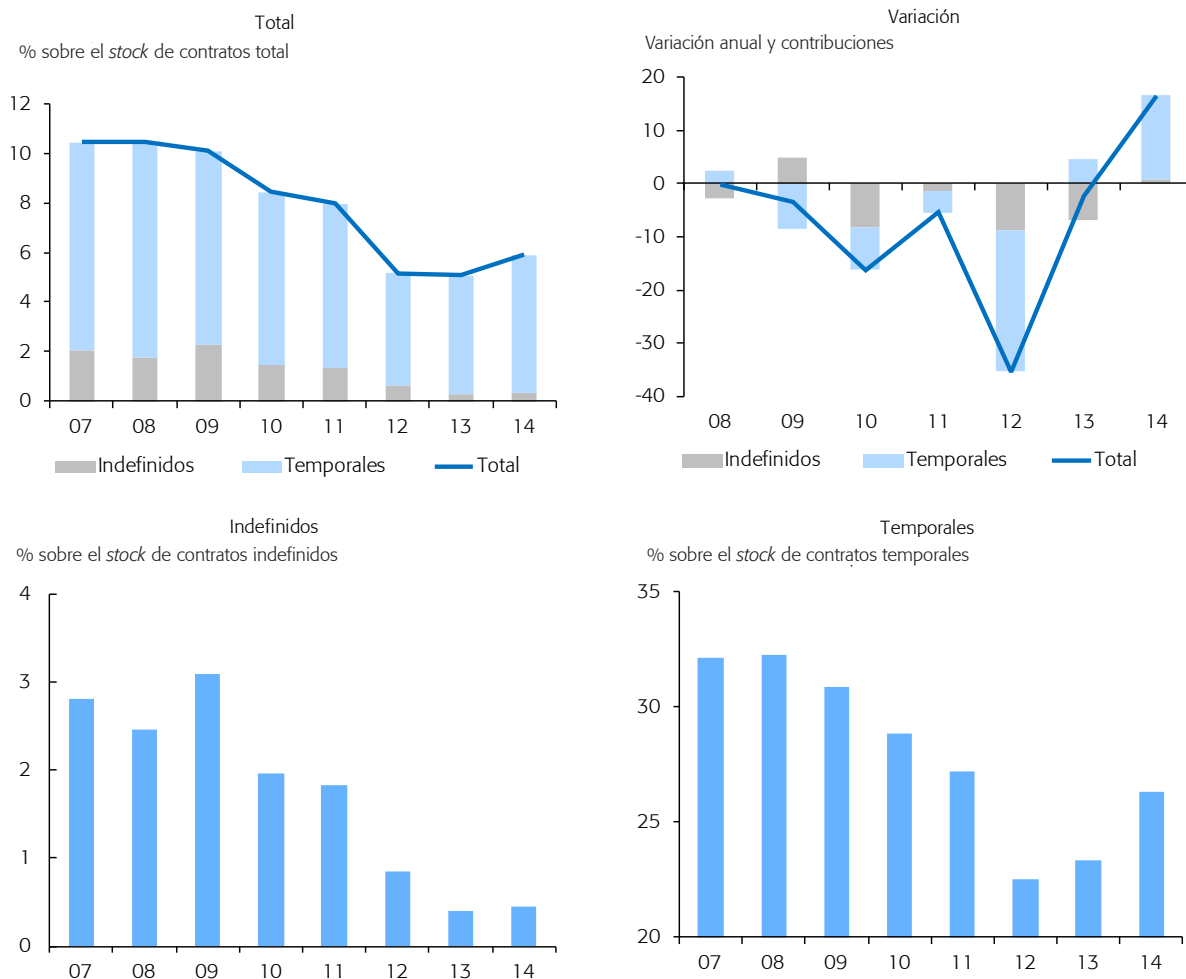 Total
% sobre el stock de contratos total
12
10
8
6
4
2
0
07 08 09 10 11 12 13 14
Indefinidos Temporales Total
Variación
Variación anual y contribuciones
20
10
0
-10
-20
-30
-40
08 09 10 11 12 13 14
Indefinidos Temporales Total
Indefinidos
% sobre el stock de contratos indefinidos
4
3
2
1
0
07 08 09 10 11 12 13 14
Temporales
% sobre el stock de contratos temporales
35
30
25
20
07 08 09 10 11 12 13 14